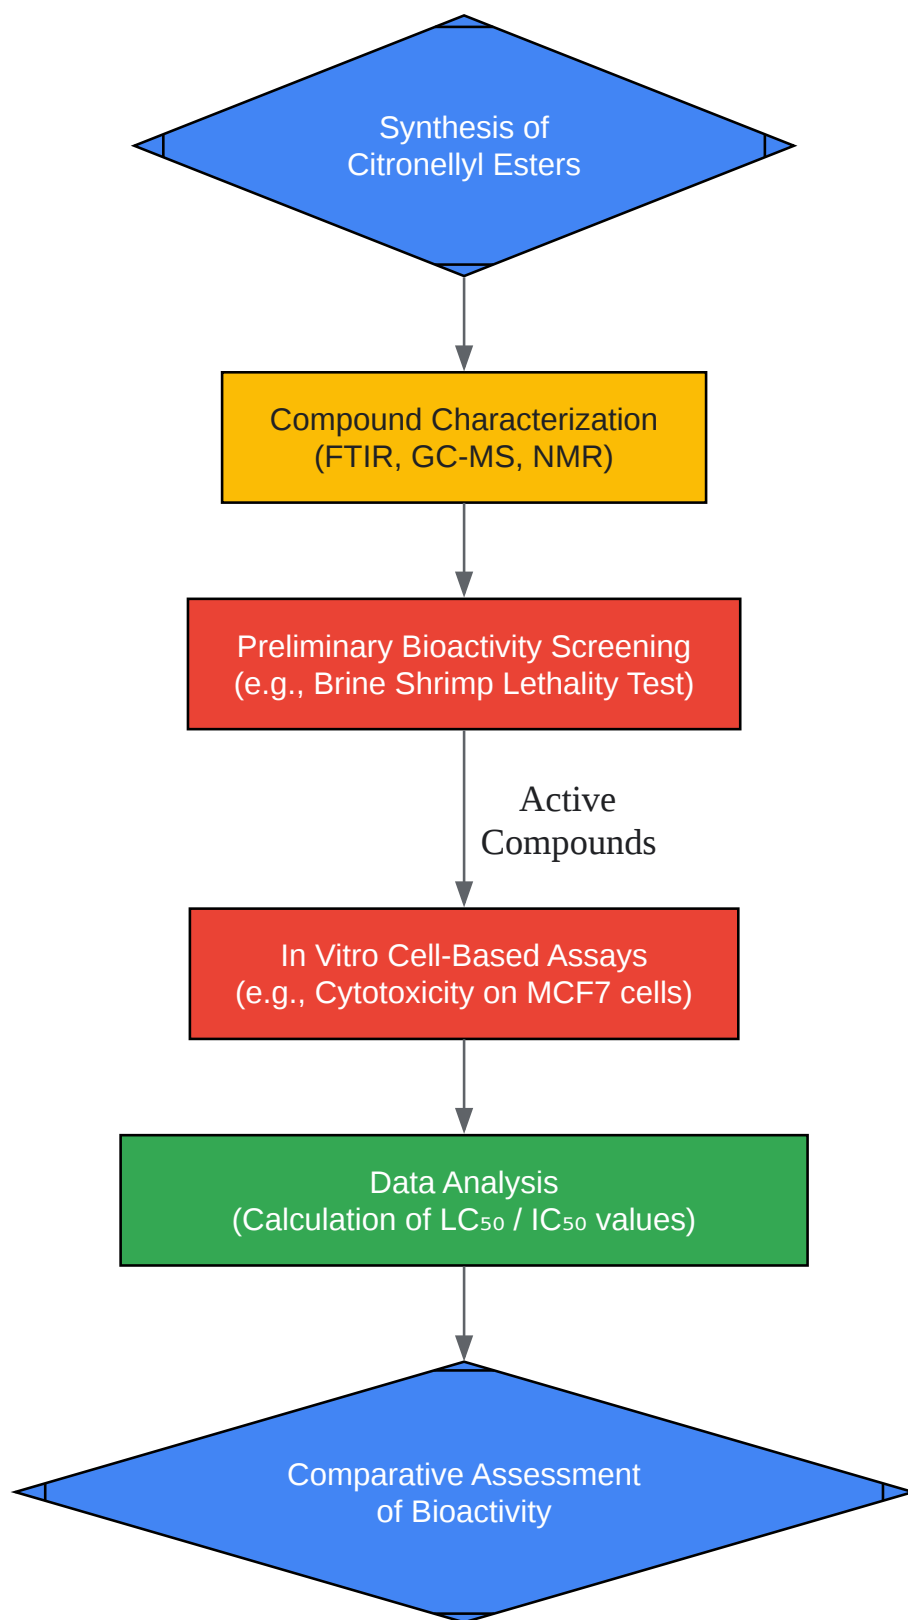 Synthesis of
Citronellyl Esters
Compound Characterization
(FTIR, GC-MS, NMR)
Preliminary Bioactivity Screening
(e.g., Brine Shrimp Lethality Test)
Active
Compounds
In Vitro Cell-Based Assays
(e.g., Cytotoxicity on MCF7 cells)
Data Analysis
(Calculation of LC₅₀ / IC₅₀ values)
Comparative Assessment
of Bioactivity